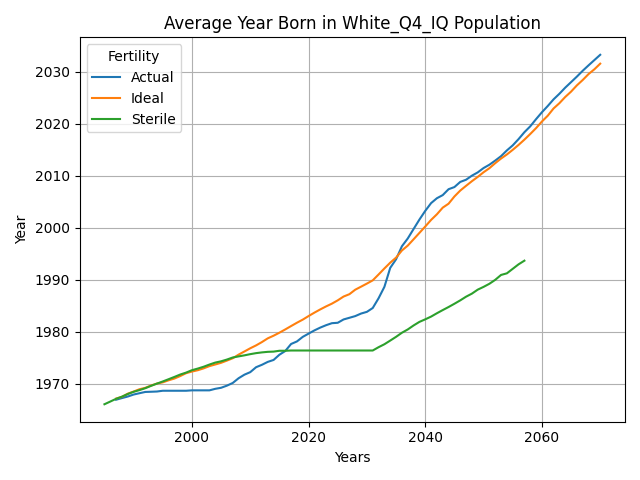 Average Year Born in White_Q4_IQ Population
Fertility
Actual
Ideal
Sterile
2030
2020
2010
2000
1990
1980
1970
Year
2000
2020
2040
2060
Years